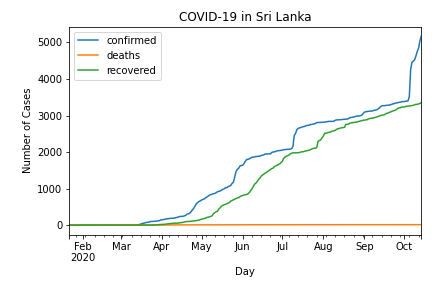 COVID-19 in Sri Lanka
confirmed
deaths
recovered
Number of Cases
5000
4000
3000
2000
1000
0
Feb Mar Apr May Jun Jul Aug Sep Oct
2020
Day